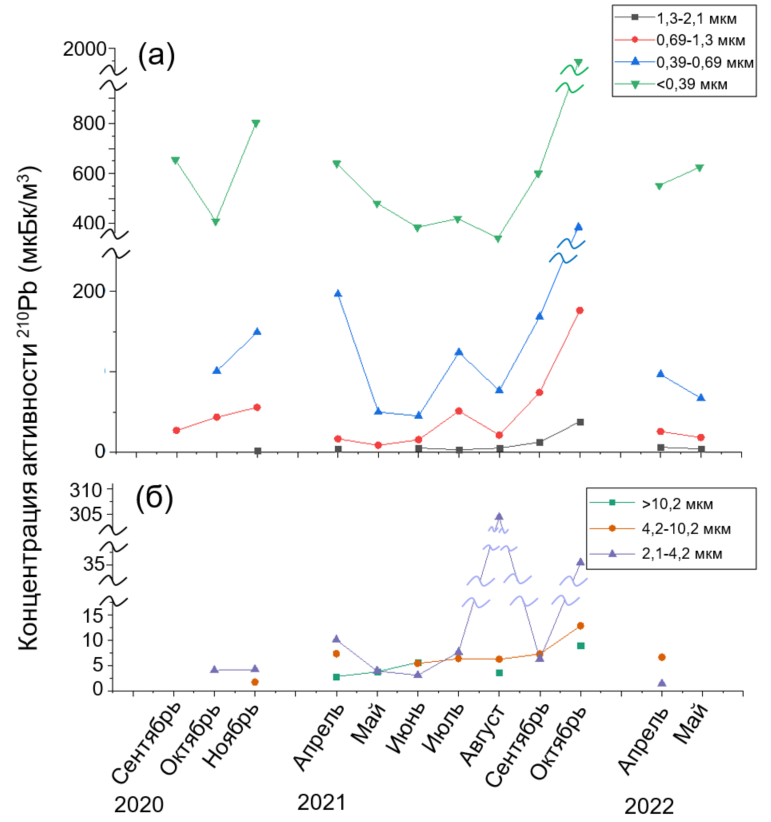 Концентрация активности ²¹⁰Pb (мкБк/м³)
(а)
1,3-2,1 мкм
0,69-1,3 мкм
0,39-0,69 мкм
<0,39 мкм
2000
800
600
400
200
0
(б)
>10,2 мкм
4,2-10,2 мкм
2,1-4,2 мкм
310
305
35
15
10
5
0
Сентябрь
Октябрь
Ноябрь
Апрель
Май
Июнь
Июль
Август
Сентябрь
Октябрь
Апрель
Май
2020
2021
2022